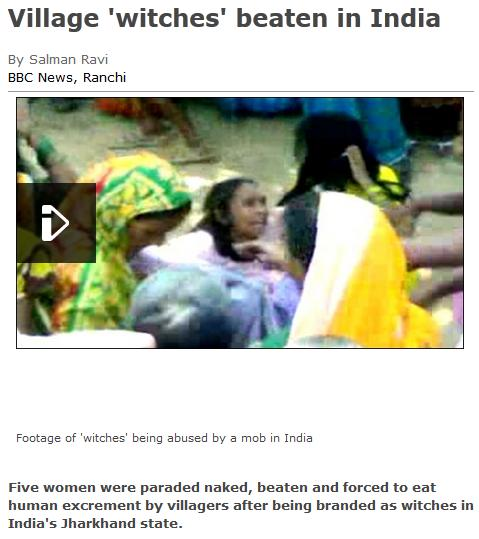 Village 'witches' beaten in India
By Salman Ravi
BBC News, Ranchi
Footage of 'witches' being abused by a mob in India
Five women were paraded naked, beaten and forced to eat
human excrement by villagers after being branded as witches in
India's Jharkhand state.